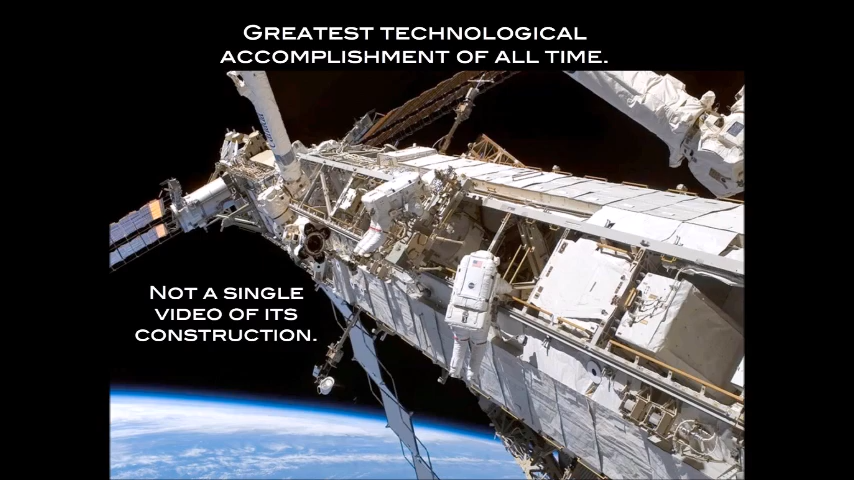 Greatest technological
accomplishment of all time.
Not a single
video of its
construction.